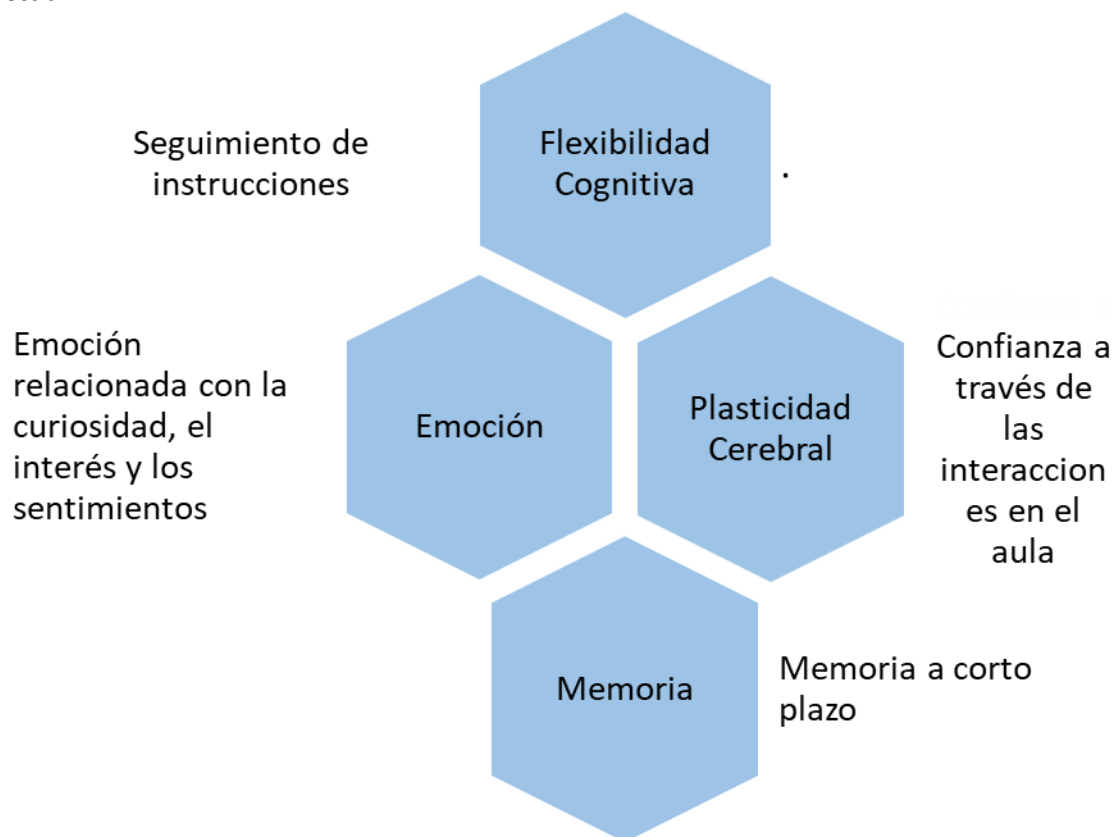 Seguimiento de
instrucciones
Flexibilidad
Cognitiva
.
Emoción
relacionada con la
curiosidad, el
interés y los
sentimientos
Emoción
Plasticidad
Cerebral
Confianza a
través de
las
interaccion
es en el
aula
Memoria
Memoria a corto
plazo